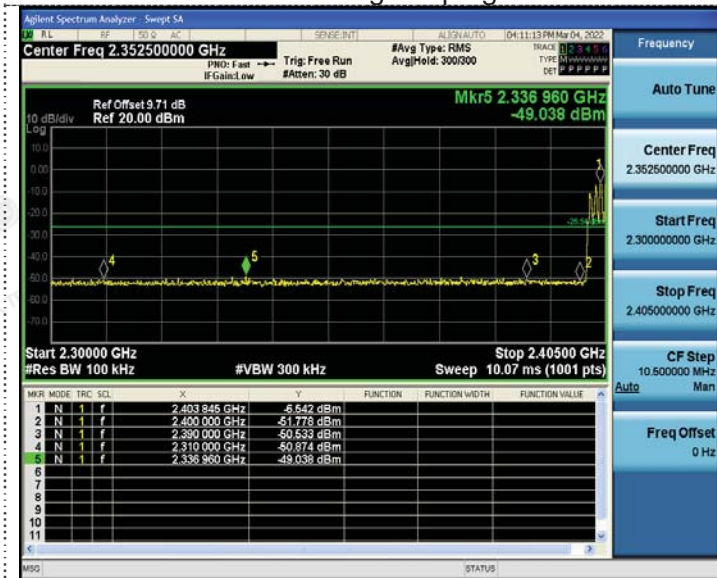 Agilent Spectrum Analyzer - Swept SA
RL RF 50 Ω AC SENSE:INT ALIGN AUTO 04:11:13 PM Mar 04, 2022
Center Freq 2.352500000 GHz
PNO: Fast
IFGain:Low
Trig: Free Run
#Atten: 30 dB
#Avg Type: RMS
Avg|Hold: 300/300
TRACE 1 2 3 4 5 6
TYPE M
DET P P P P P P
Ref Offset 9.71 dB
Ref 20.00 dBm
10 dB/div
Log
Mkr5 2.336 960 GHz
-49.038 dBm
10.0
0.00
-10.0
-20.0
-30.0
-40.0
-50.0
-60.0
-70.0
1
2
3
4
5
Start 2.30000 GHz
Stop 2.40500 GHz
#Res BW 100 kHz
#VBW 300 kHz
Sweep 10.07 ms (1001 pts)
MKR MODE TRC SCL X Y FUNCTION FUNCTION WIDTH FUNCTION VALUE
1 N 1 f 2.403 845 GHz -6.542 dBm
2 N 1 f 2.400 000 GHz -51.778 dBm
3 N 1 f 2.390 000 GHz -50.533 dBm
4 N 1 f 2.310 000 GHz -50.874 dBm
5 N 1 f 2.336 960 GHz -49.038 dBm
6
7
8
9
10
11
MSG
STATUS
Frequency
Auto Tune
Center Freq
2.352500000 GHz
Start Freq
2.300000000 GHz
Stop Freq
2.405000000 GHz
CF Step
10.500000 MHz
Auto Man
Freq Offset
0 Hz